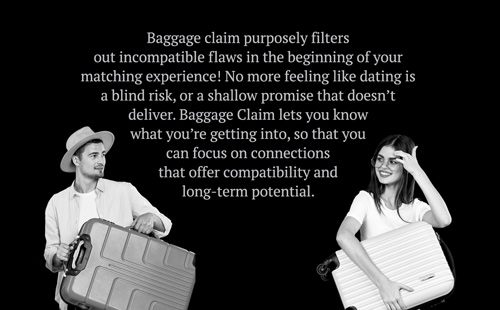 Baggage claim purposely filters
out incompatible flaws in the beginning of your
matching experience! No more feeling like dating is
a blind risk, or a shallow promise that doesn't
deliver. Baggage Claim lets you know
what you're getting into, so that you
can focus on connections
that offer compatibility and
long-term potential.